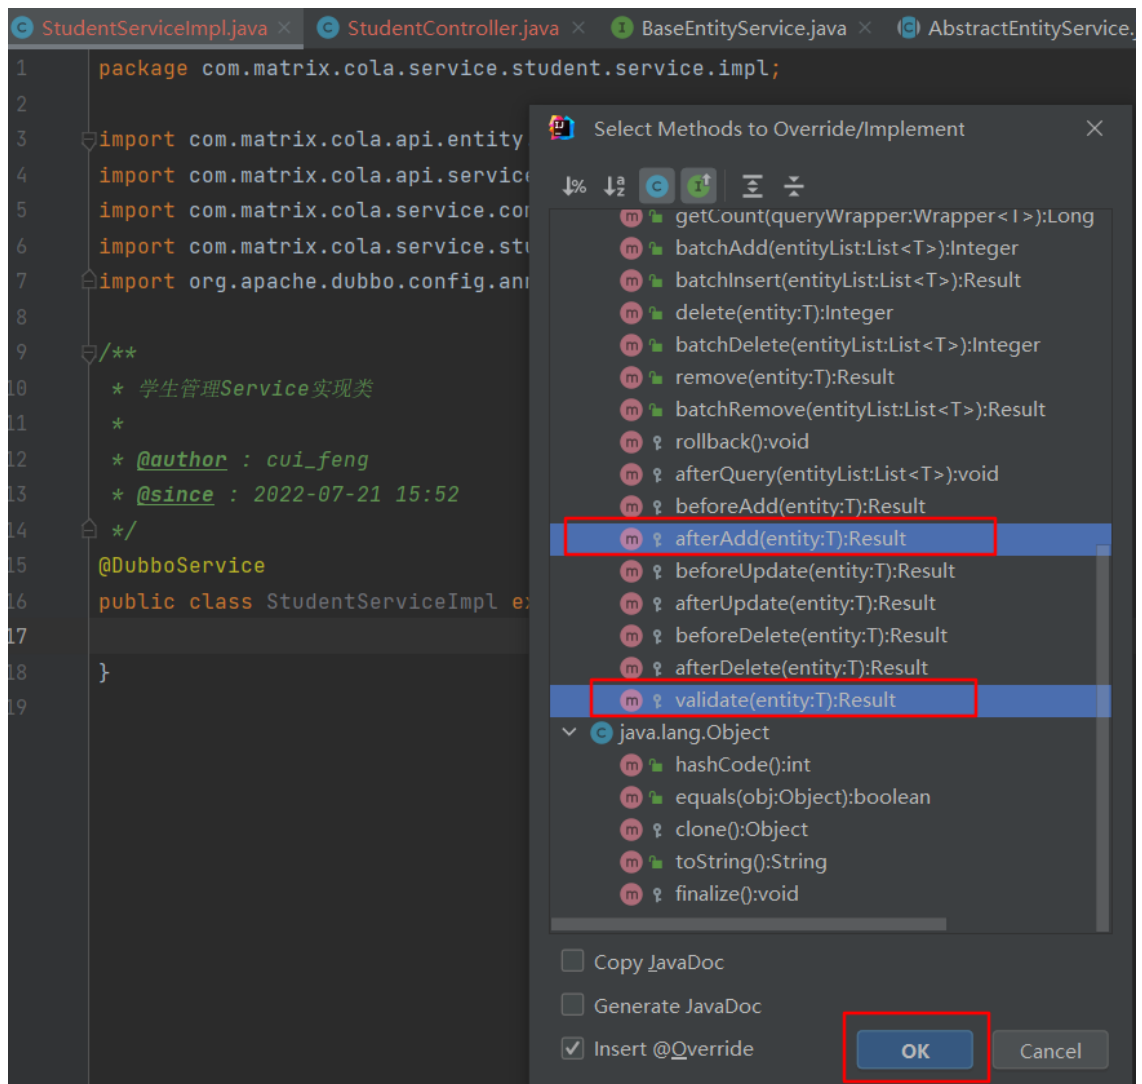 StudentServiceImpl.java
StudentController.java
BaseEntityService.java
AbstractEntityService.
1 package com.matrix.cola.service.student.service.impl;
2
3 import com.matrix.cola.api.entity
4 import com.matrix.cola.api.service
5 import com.matrix.cola.service.com
6 import com.matrix.cola.service.stu
7 import org.apache.dubbo.config.ann
8
9 /**
10 * 学生管理Service实现类
11 *
12 * @author : cui_feng
13 * @since : 2022-07-21 15:52
14 */
15 @DubboService
16 public class StudentServiceImpl ex
17
18 }
19
Select Methods to Override/Implement
getCount(queryWrapper:Wrapper<T>):Long
batchAdd(entityList:List<T>):Integer
batchInsert(entityList:List<T>):Result
delete(entity:T):Integer
batchDelete(entityList:List<T>):Integer
remove(entity:T):Result
batchRemove(entityList:List<T>):Result
rollback():void
afterQuery(entityList:List<T>):void
beforeAdd(entity:T):Result
afterAdd(entity:T):Result
beforeUpdate(entity:T):Result
afterUpdate(entity:T):Result
beforeDelete(entity:T):Result
afterDelete(entity:T):Result
validate(entity:T):Result
java.lang.Object
hashCode():int
equals(obj:Object):boolean
clone():Object
toString():String
finalize():void
Copy JavaDoc
Generate JavaDoc
Insert @Override
OK
Cancel